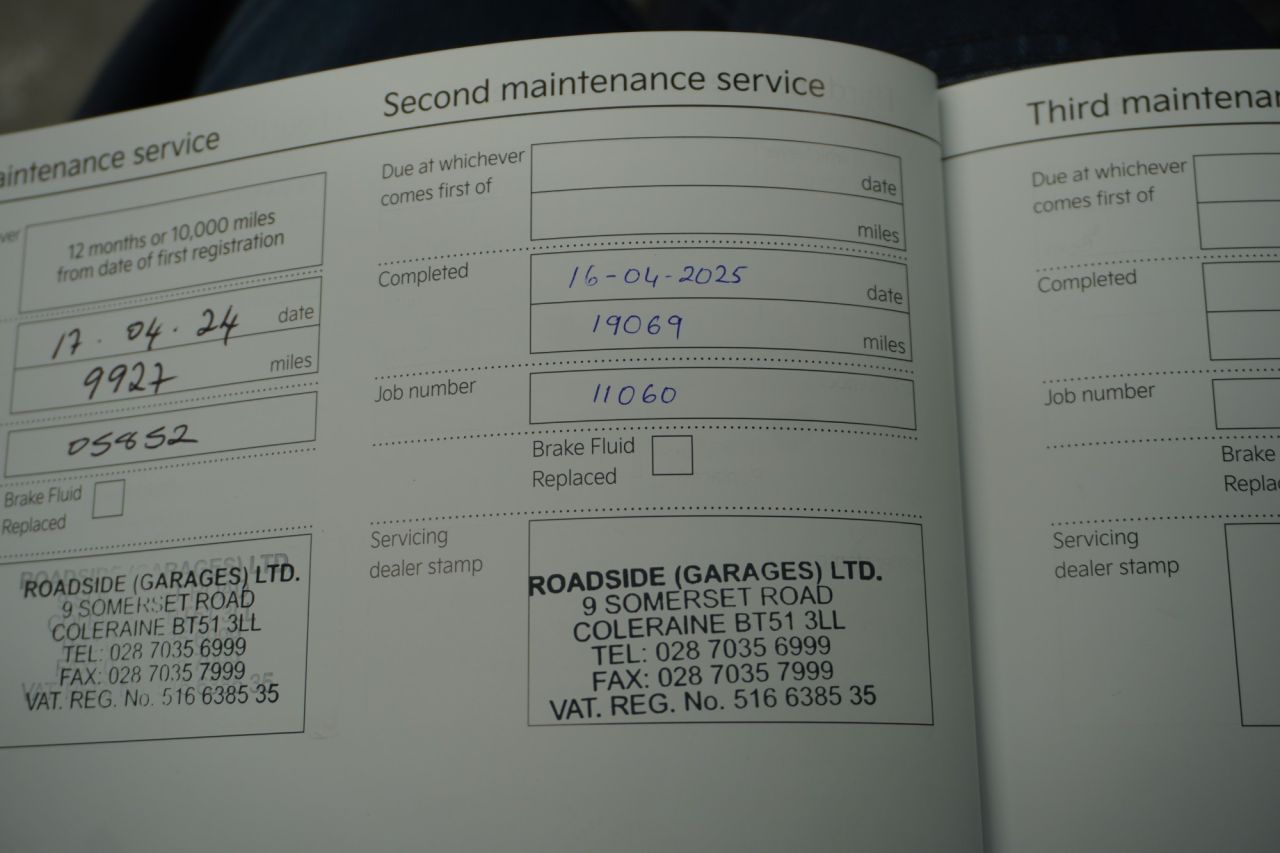 aintenance service
ver
12 months or 10,000 miles
from date of first registration
17.04.24 date
9927 miles
05852
Brake Fluid
Replaced
ROADSIDE (GARAGES) LTD.
9 SOMERSET ROAD
COLERAINE BT51 3LL
TEL: 028 7035 6999
FAX: 028 7035 7999
VAT. REG. No. 516 6385 35
Second maintenance service
Due at whichever
comes first of
date
miles
Completed
16-04-2025 date
19069 miles
Job number
11060
Brake Fluid
Replaced
Servicing
dealer stamp
ROADSIDE (GARAGES) LTD.
9 SOMERSET ROAD
COLERAINE BT51 3LL
TEL: 028 7035 6999
FAX: 028 7035 7999
VAT. REG. No. 516 6385 35
Third maintenan
Due at whichever
comes first of
Completed
Job number
Brake
Repla
Servicing
dealer stamp